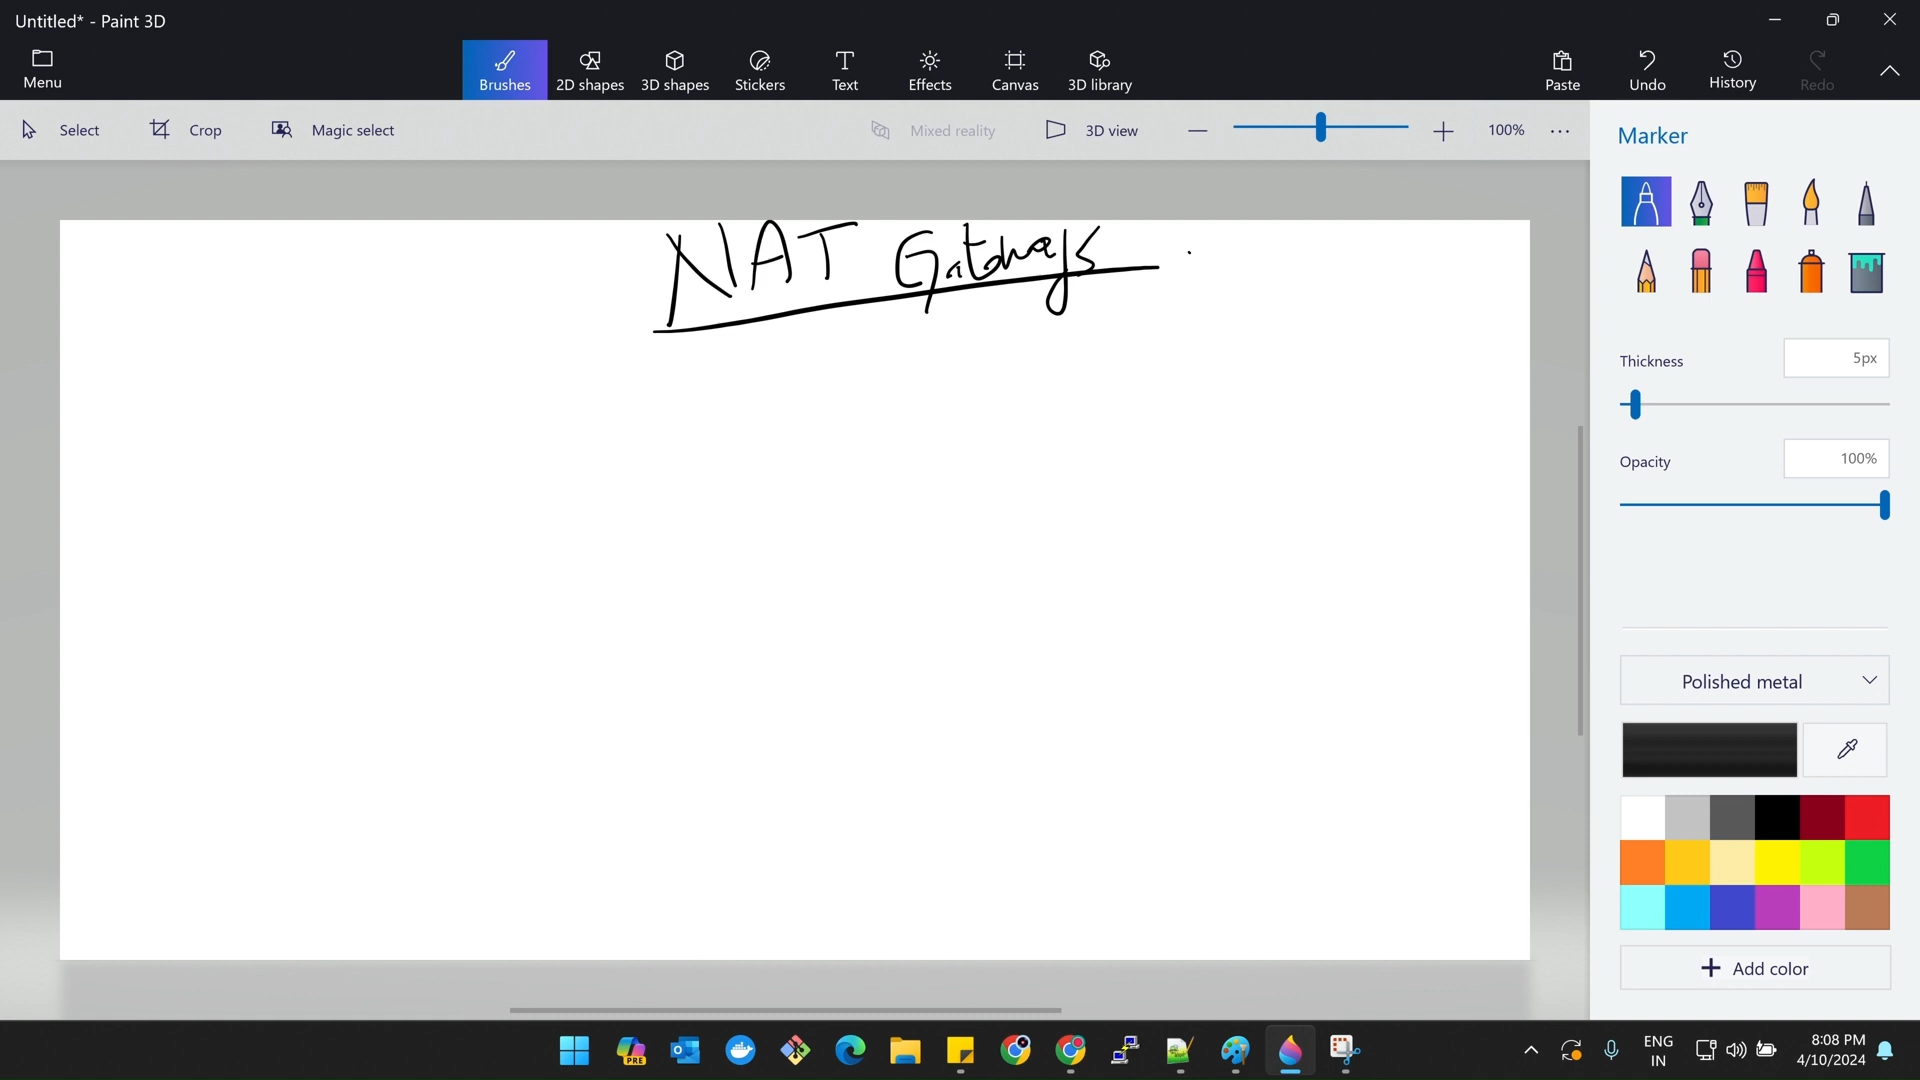 Untitled* - Paint 3D
Menu
Brushes
2D shapes
3D shapes
Stickers
Text
Effects
Canvas
3D library
Paste
Undo
History
Redo
Select
Crop
Magic select
Mixed reality
3D view
100%
Marker
NAT Gateways
Thickness
5px
Opacity
100%
Polished metal
Add color
PRE
ENG
IN
8:08 PM
4/10/2024